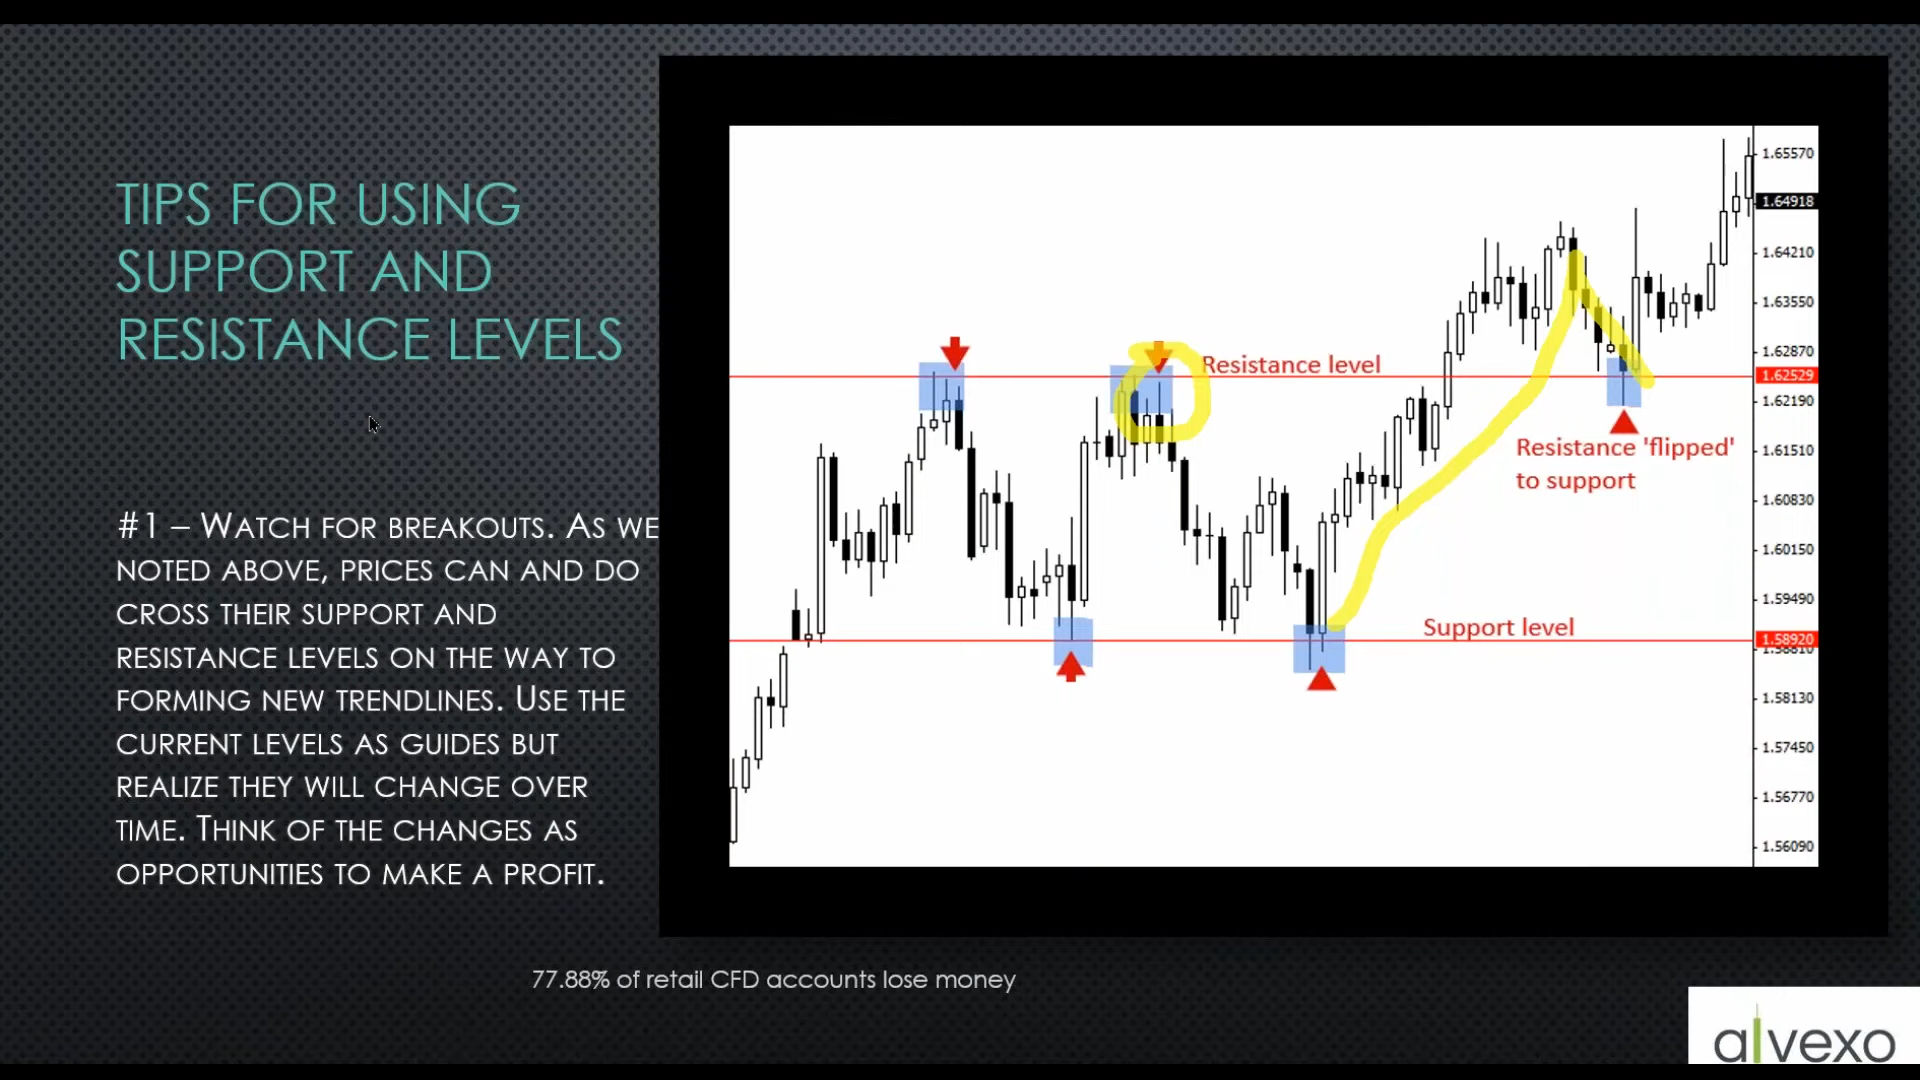 TIPS FOR USING
SUPPORT AND
RESISTANCE LEVELS
#1 – WATCH FOR BREAKOUTS. AS WE
NOTED ABOVE, PRICES CAN AND DO
CROSS THEIR SUPPORT AND
RESISTANCE LEVELS ON THE WAY TO
FORMING NEW TRENDLINES. USE THE
CURRENT LEVELS AS GUIDES BUT
REALIZE THEY WILL CHANGE OVER
TIME. THINK OF THE CHANGES AS
OPPORTUNITIES TO MAKE A PROFIT.
Resistance level
Resistance 'flipped'
to support
Support level
1.65570
1.64918
1.64210
1.63550
1.62870
1.62529
1.62190
1.61510
1.60830
1.60150
1.59490
1.58920
1.58810
1.58130
1.57450
1.56770
1.56090
77.88% of retail CFD accounts lose money
alvexo